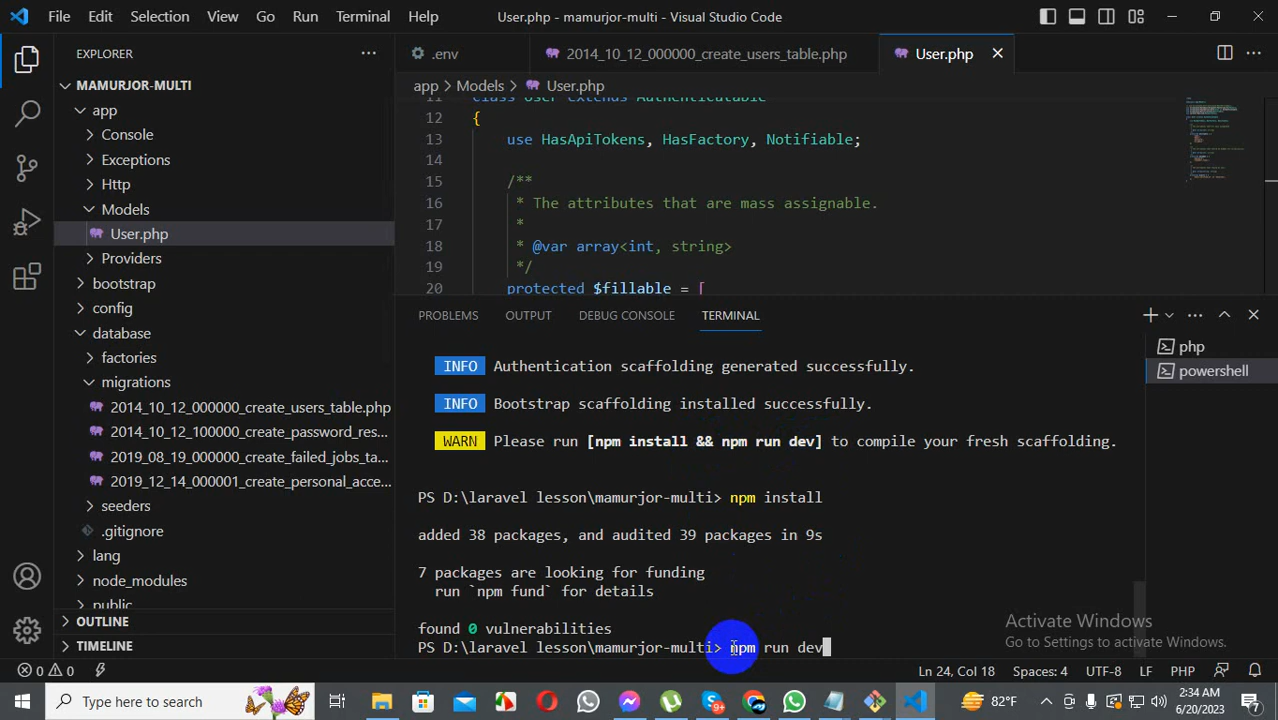 File Edit Selection View Go Run Terminal Help
User.php - mamurjor-multi - Visual Studio Code
EXPLORER
MAMURJOR-MULTI
app
Console
Exceptions
Http
Models
User.php
Providers
bootstrap
config
database
factories
migrations
2014_10_12_000000_create_users_table.php
2014_10_12_100000_create_password_res...
2019_08_19_000000_create_failed_jobs_ta...
2019_12_14_000001_create_personal_acce...
seeders
.gitignore
lang
node_modules
public
OUTLINE
TIMELINE
.env
2014_10_12_000000_create_users_table.php
User.php
app > Models > User.php
11 class User extends Authenticatable
12 {
13 use HasApiTokens, HasFactory, Notifiable;
14
15 /**
16 * The attributes that are mass assignable.
17 *
18 * @var array<int, string>
19 */
20 protected $fillable = [
PROBLEMS OUTPUT DEBUG CONSOLE TERMINAL
php
powershell
INFO Authentication scaffolding generated successfully.
INFO Bootstrap scaffolding installed successfully.
WARN Please run [npm install && npm run dev] to compile your fresh scaffolding.
PS D:\laravel lesson\mamurjor-multi> npm install
added 38 packages, and audited 39 packages in 9s
7 packages are looking for funding
run `npm fund` for details
found 0 vulnerabilities
PS D:\laravel lesson\mamurjor-multi> npm run dev
Activate Windows
Go to Settings to activate Windows.
0 0
Ln 24, Col 18 UTF-8 LF PHP
Type here to search
9+
82°F
2:34 AM
6/20/2023
7